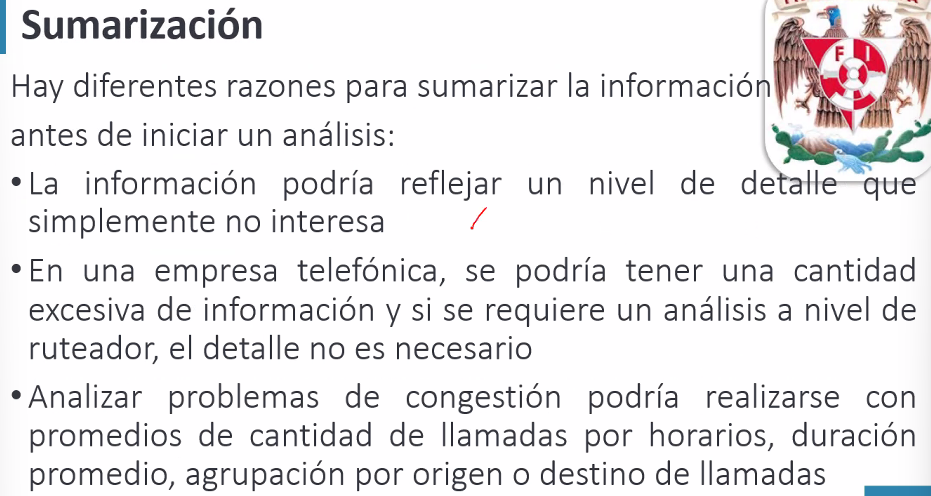 Sumarización
F I
Hay diferentes razones para sumarizar la información
antes de iniciar un análisis:
• La información podría reflejar un nivel de detalle que
simplemente no interesa
• En una empresa telefónica, se podría tener una cantidad
excesiva de información y si se requiere un análisis a nivel de
ruteador, el detalle no es necesario
• Analizar problemas de congestión podría realizarse con
promedios de cantidad de llamadas por horarios, duración
promedio, agrupación por origen o destino de llamadas